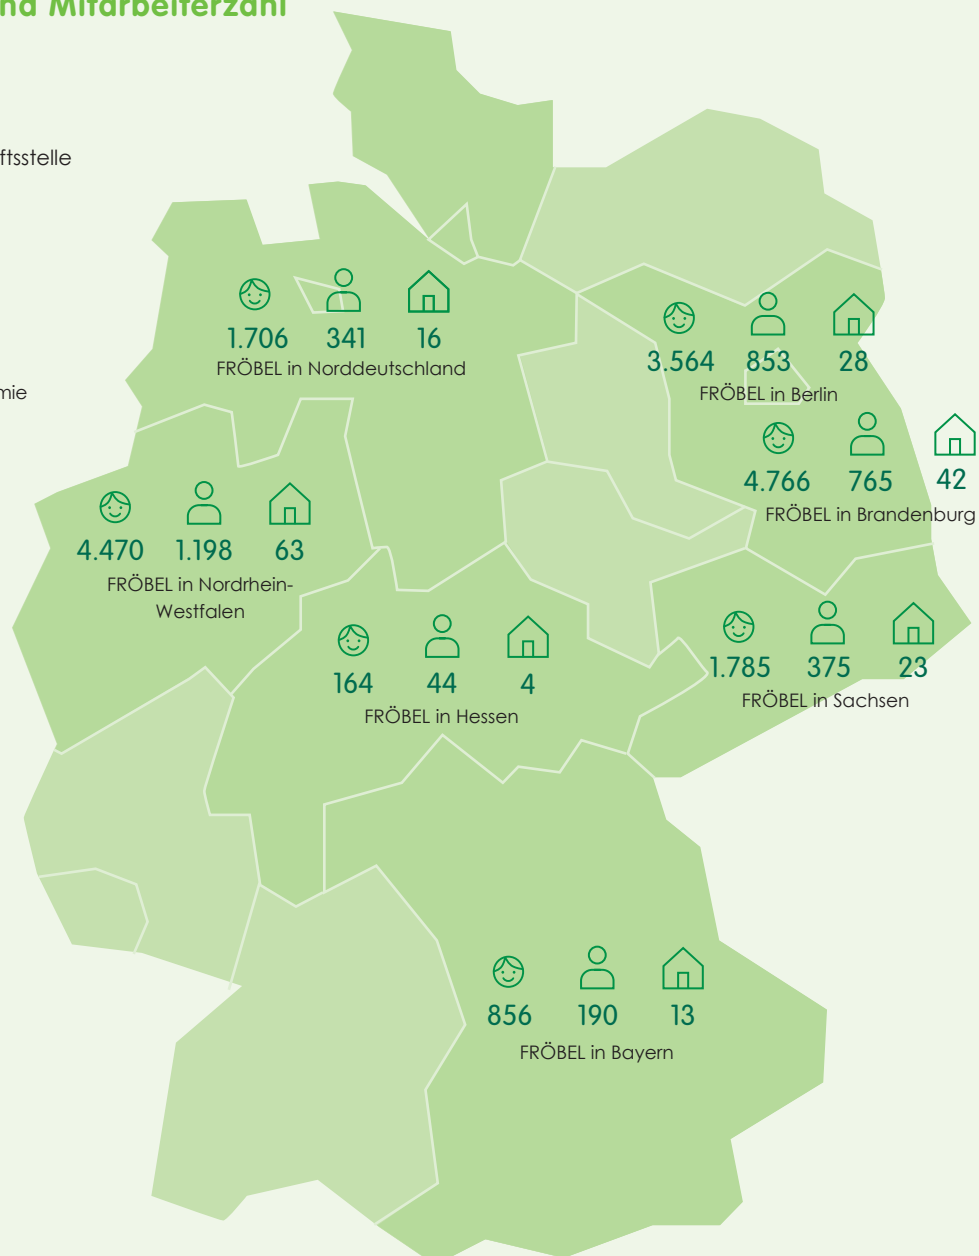 nd Mitarbeiterzahl
ftsstelle
1.706 341 16
FRÖBEL in Norddeutschland
3.564 853 28
FRÖBEL in Berlin
mie
4.766 765 42
FRÖBEL in Brandenburg
4.470 1.198 63
FRÖBEL in Nordrhein-
Westfalen
164 44 4
FRÖBEL in Hessen
1.785 375 23
FRÖBEL in Sachsen
856 190 13
FRÖBEL in Bayern